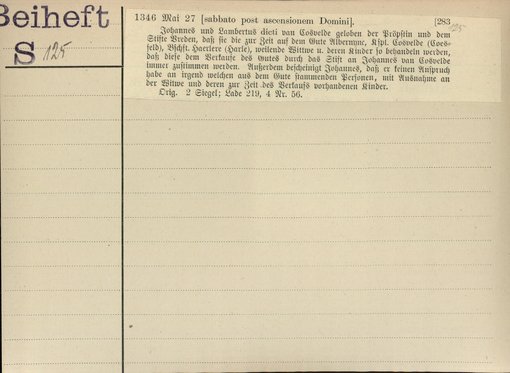 Beiheft
S 125
1346 Mai 27 [sabbato post ascensionem Domini]. [283
125
Johannes und Lambertus dicti van Cosvelde geloben der Pröpstin und dem
Stifte Vreden, daß sie die zur Zeit auf dem Gute Albermynk, Kspl. Cosvelde (Coes-
feld), Bschft. Haerlere (Harle), weilende Witwe u. deren Kinder so behandeln werden,
daß diese dem Verkaufe des Gutes durch das Stift an Johannes van Cosvelde
immer zustimmen werden. Außerdem bescheinigt Johannes, daß er keinen Anspruch
habe an irgend welchen aus dem Gute stammenden Personen, mit Ausnahme an
der Witwe und deren zur Zeit des Verkaufs vorhandenen Kinder.
Orig. 2 Siegel; Lade 219, 4 Nr. 56.